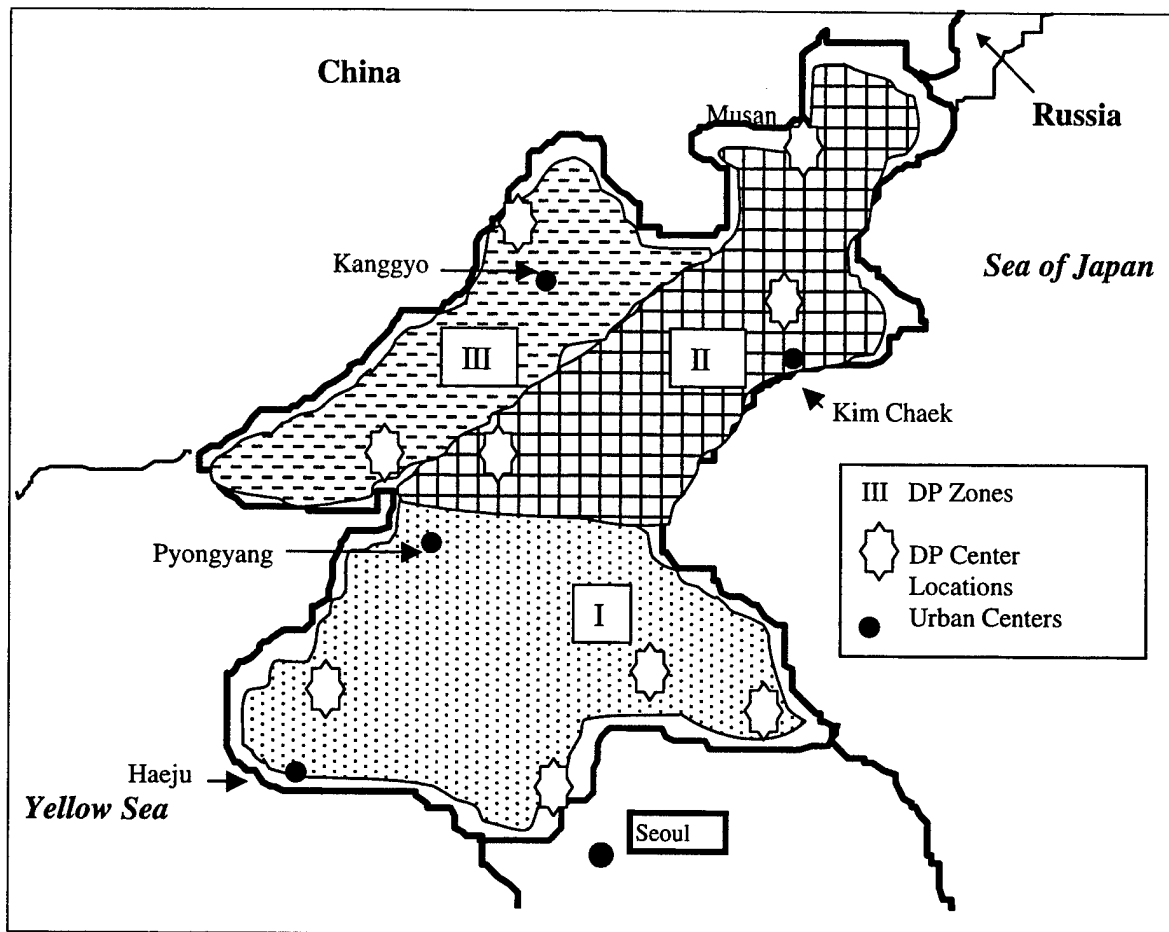 China
Russia
Musan
Kanggyo
Sea of Japan
III
II
Kim Chaek
III DP Zones
DP Center
Locations
Urban Centers
Pyongyang
I
Haeju
Yellow Sea
Seoul